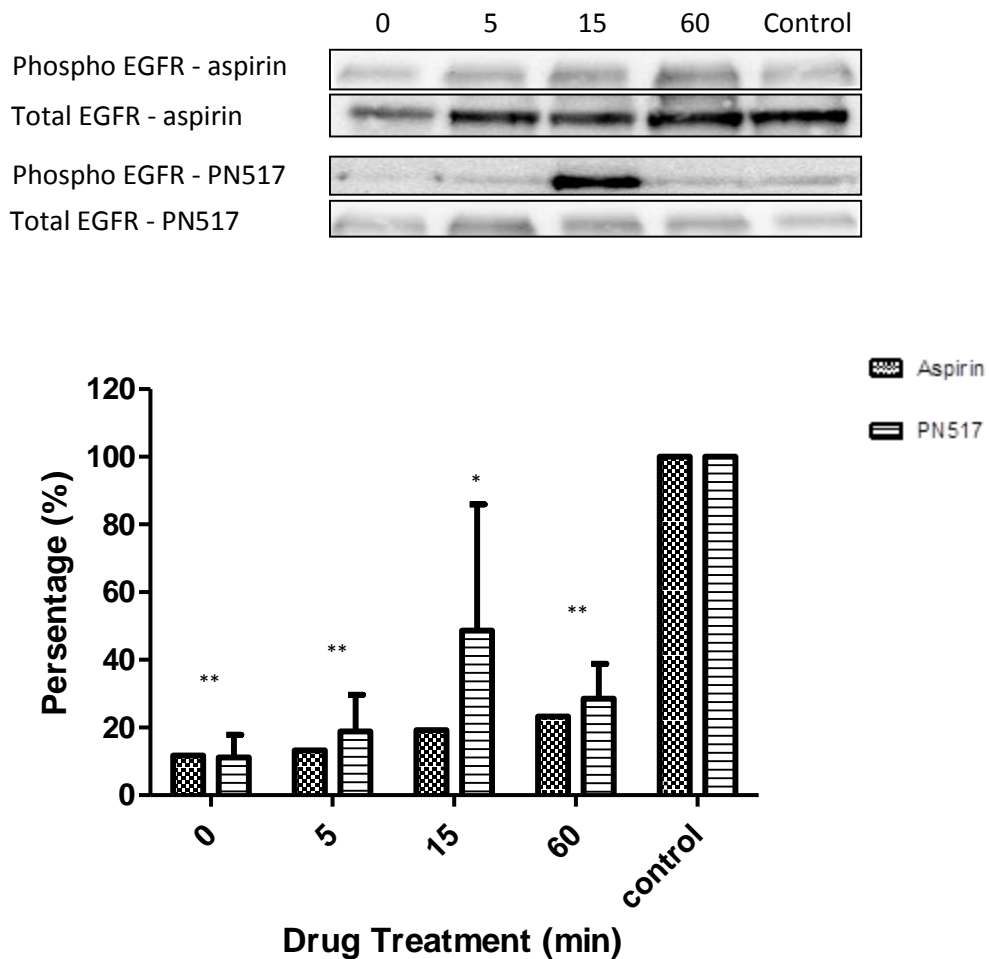 0 5 15 60 Control
Phospho EGFR - aspirin
Total EGFR - aspirin
Phospho EGFR - PN517
Total EGFR - PN517
Aspirin
PN517
120
100
80
60
40
20
0
Persentage (%)
*
**
**
**
0 5 15 60 control
Drug Treatment (min)